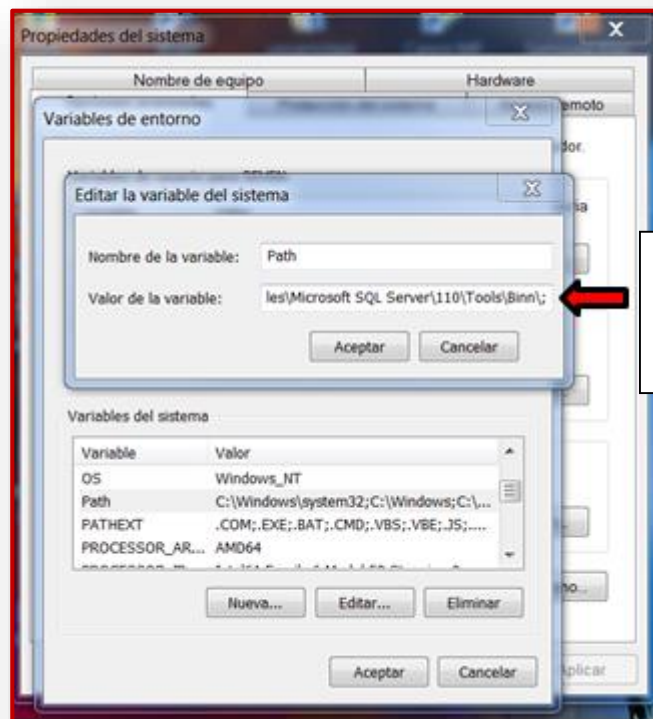 Propiedades del sistema
Nombre de equipo
Hardware
emoto
Variables de entorno
dor.
Editar la variable del sistema
na
Nombre de la variable: Path
Valor de la variable: les\Microsoft SQL Server\110\Tools\Binn\;
Aceptar Cancelar
Variables del sistema
Variable Valor
OS Windows_NT
Path C:\Windows\system32;C:\Windows;C:\...
PATHEXT .COM;.EXE;.BAT;.CMD;.VBS;.VBE;.JS;....
PROCESSOR_AR... AMD64
Nueva... Editar... Eliminar
no...
Aceptar Cancelar
Aplicar